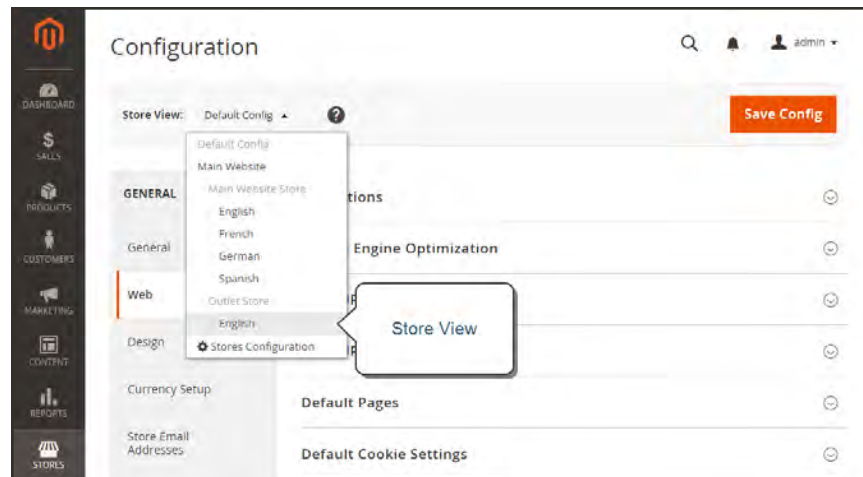 Configuration
admin
DASHBOARD
Store View: Default Config
Save Config
$
SALES
Default Config
Main Website
Main Website Store
English
French
German
Spanish
Outlet Store
English
Stores Configuration
PRODUCTS
CUSTOMERS
MARKETING
CONTENT
REPORTS
STORES
GENERAL
General
Web
Design
Currency Setup
Store Email
Addresses
tions
Engine Optimization
Store View
Default Pages
Default Cookie Settings